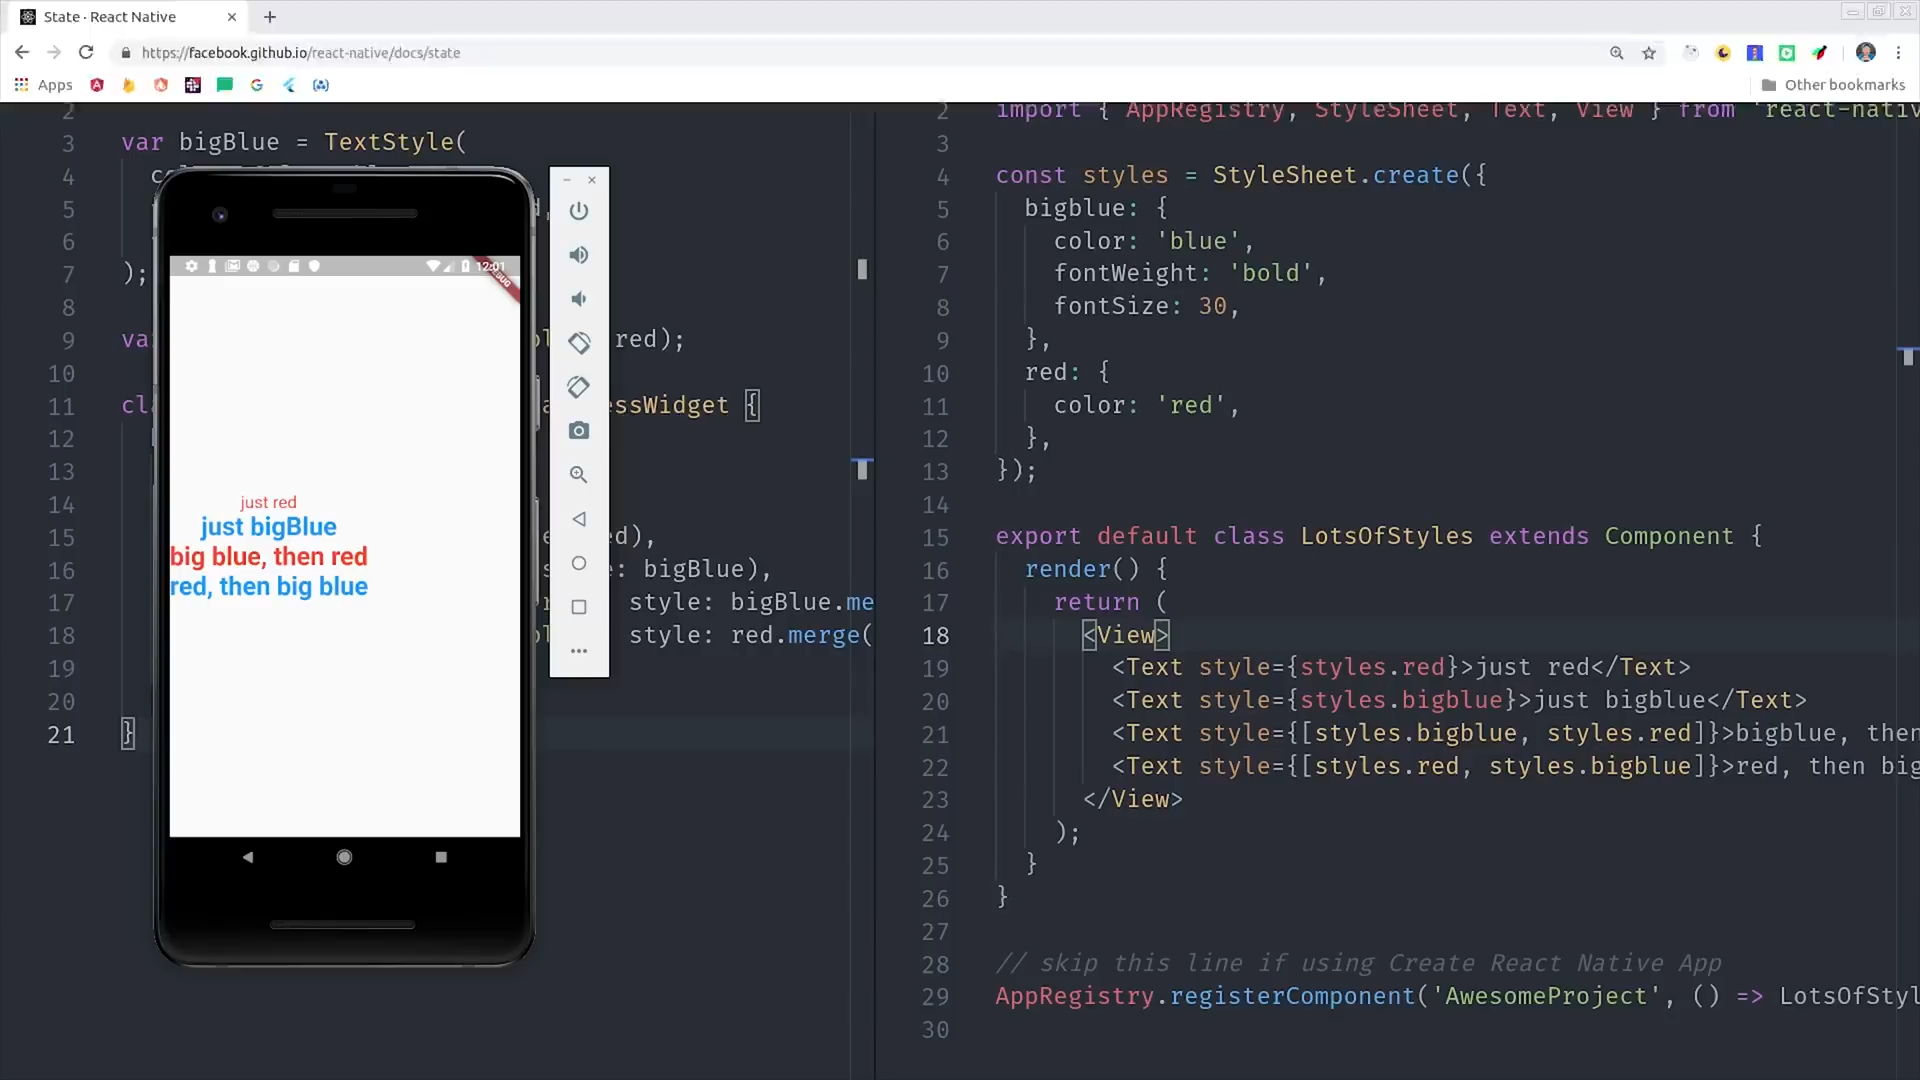 State · React Native
https://facebook.github.io/react-native/docs/state
Apps
Other bookmarks
2
3 var bigBlue = TextStyle(
4
5
6
7 );
8
9 red);
10
11 {
12
13
14
15 ),
16 : bigBlue),
17 style: bigBlue.me
18 style: red.merge(
19
20
21 }
12:01
just red
just bigBlue
big blue, then red
red, then big blue
2 import { AppRegistry, StyleSheet, Text, View } from 'react-nativ
3
4 const styles = StyleSheet.create({
5 bigblue: {
6 color: 'blue',
7 fontWeight: 'bold',
8 fontSize: 30,
9 },
10 red: {
11 color: 'red',
12 },
13 });
14
15 export default class LotsOfStyles extends Component {
16 render() {
17 return (
18 <View>
19 <Text style={styles.red}>just red</Text>
20 <Text style={styles.bigblue}>just bigblue</Text>
21 <Text style={[styles.bigblue, styles.red]}>bigblue, then
22 <Text style={[styles.red, styles.bigblue]}>red, then big
23 </View>
24 );
25 }
26 }
27
28 // skip this line if using Create React Native App
29 AppRegistry.registerComponent('AwesomeProject', () => LotsOfStyl
30